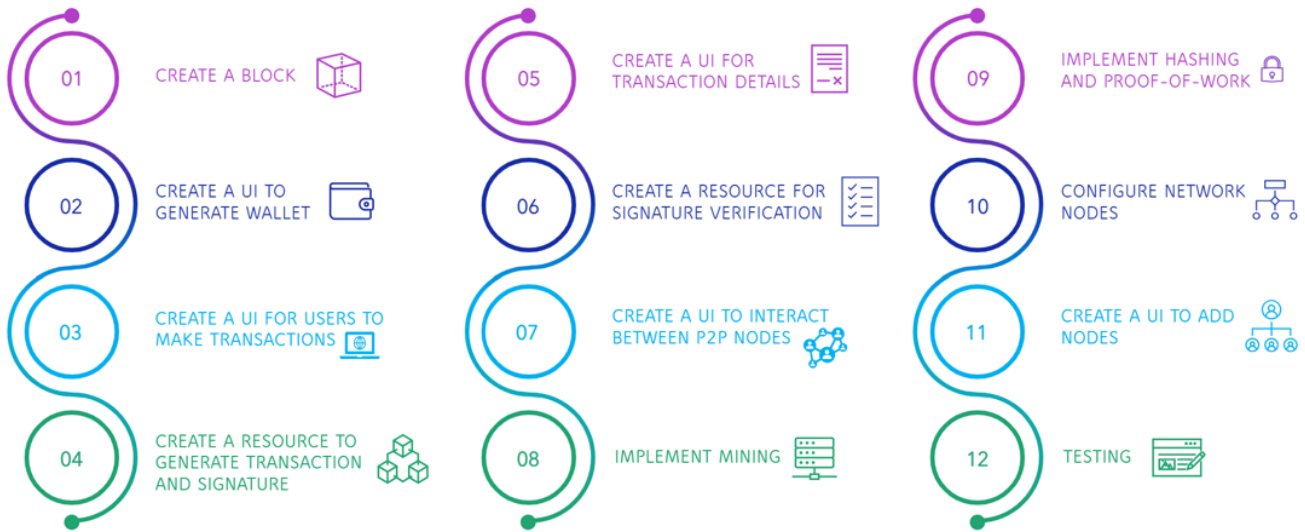 01
CREATE A BLOCK
02
CREATE A UI TO
GENERATE WALLET
03
CREATE A UI FOR USERS TO
MAKE TRANSACTIONS
04
CREATE A RESOURCE TO
GENERATE TRANSACTION
AND SIGNATURE
05
CREATE A UI FOR
TRANSACTION DETAILS
06
CREATE A RESOURCE FOR
SIGNATURE VERIFICATION
07
CREATE A UI TO INTERACT
BETWEEN P2P NODES
08
IMPLEMENT MINING
09
IMPLEMENT HASHING
AND PROOF-OF-WORK
10
CONFIGURE NETWORK
NODES
11
CREATE A UI TO ADD
NODES
12
TESTING